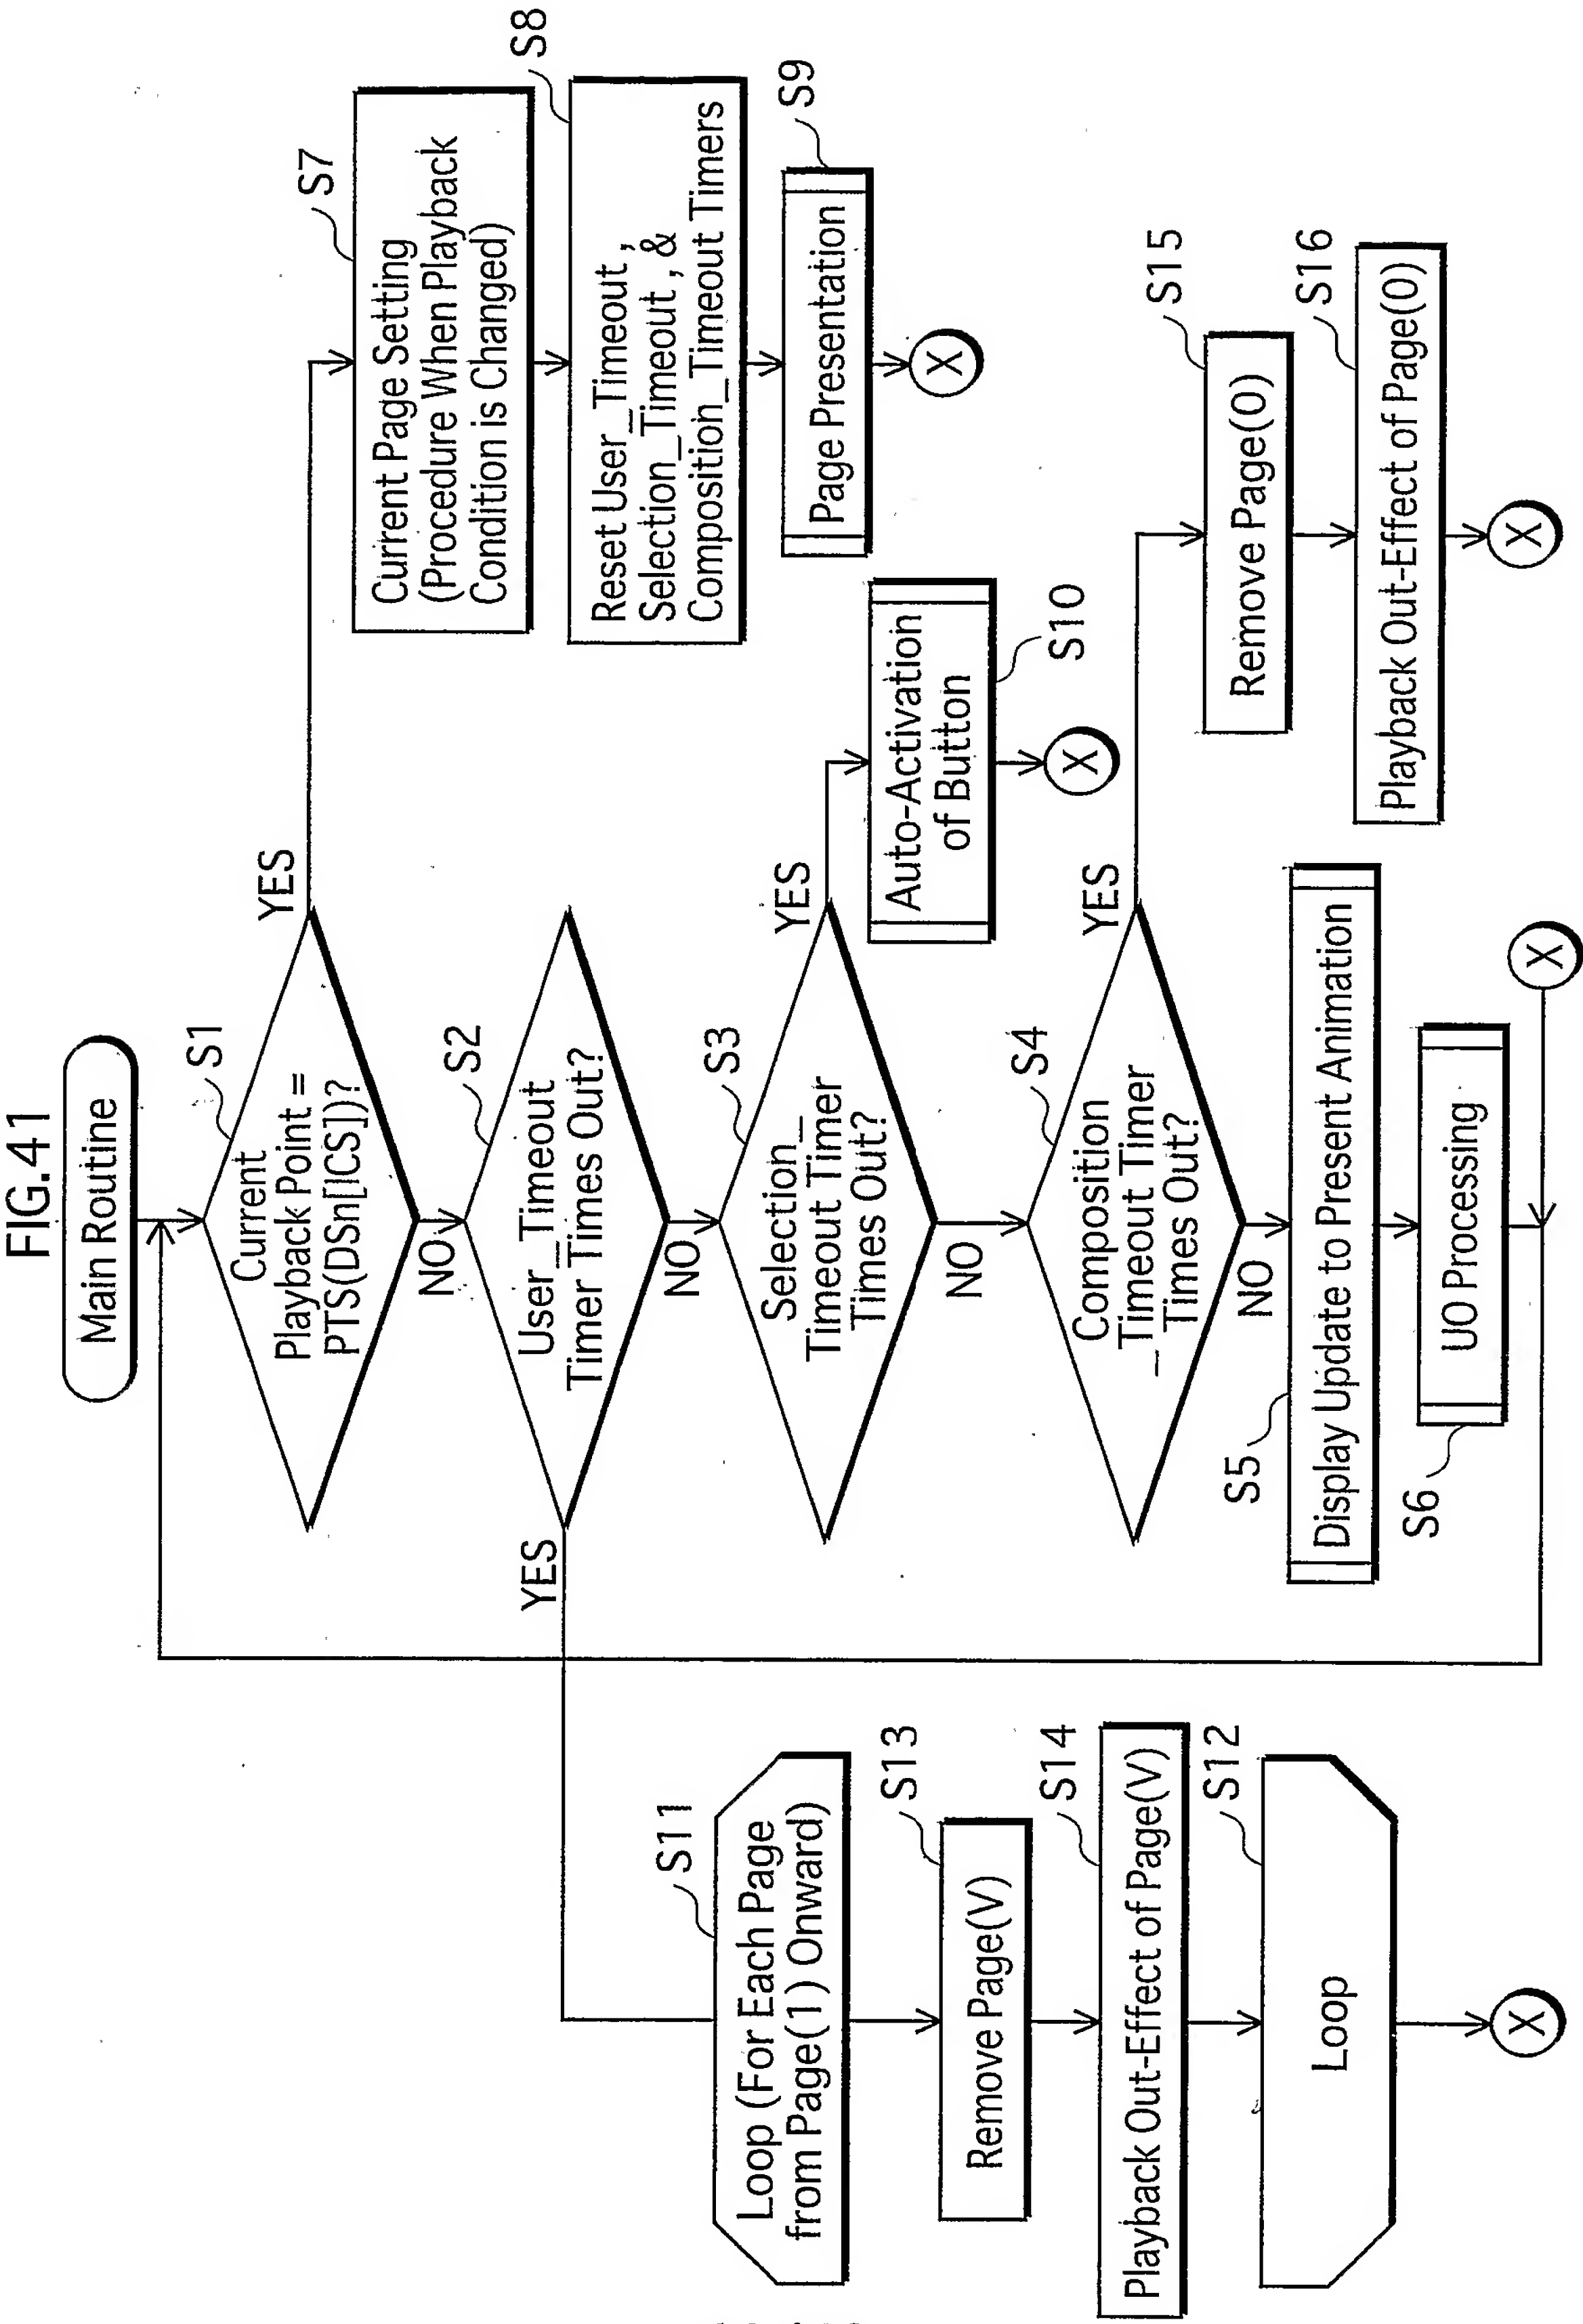 FIG.41
Main Routine
S1
Current
Playback Point =
PTS(DSn[ICS])?
YES
NO
S7
Current Page Setting
(Procedure When Playback
Condition is Changed)
S8
Reset User_Timeout ,
Selection_Timeout , &
Composition_Timeout Timers
S9
Page Presentation
X
S2
User_Timeout
Timer Times Out?
YES
NO
S3
Selection_
Timeout Timer
Times Out?
YES
NO
Auto-Activation
of Button
S10
X
S4
Composition
_Timeout Timer
Times Out?
YES
NO
S15
Remove Page(0)
S16
Playback Out-Effect of Page(0)
X
S5
Display Update to Present Animation
S6
UO Processing
X
S11
Loop (For Each Page
from Page(1) Onward)
S13
Remove Page(V)
S14
Playback Out-Effect of Page(V)
S12
Loop
X